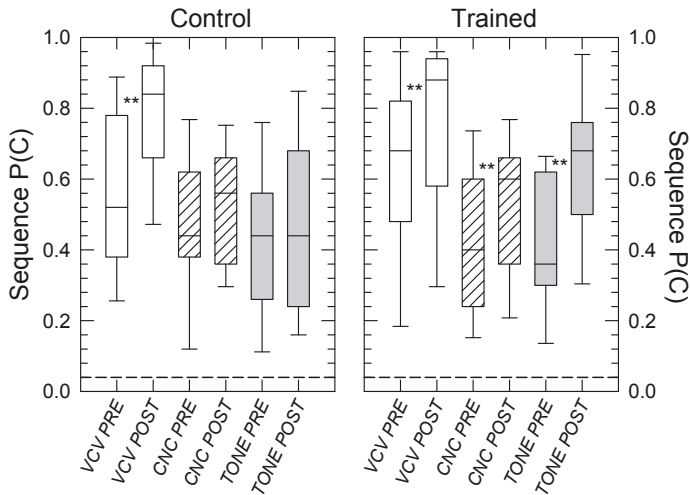 Control
Trained
Sequence P(C)
1.0
0.8
0.6
0.4
0.2
0.0
**
VCV PRE
VCV POST
CNC PRE
CNC POST
TONE PRE
TONE POST
**
**
**
VCV PRE
VCV POST
CNC PRE
CNC POST
TONE PRE
TONE POST
1.0
0.8
0.6
0.4
0.2
0.0
Sequence P(C)